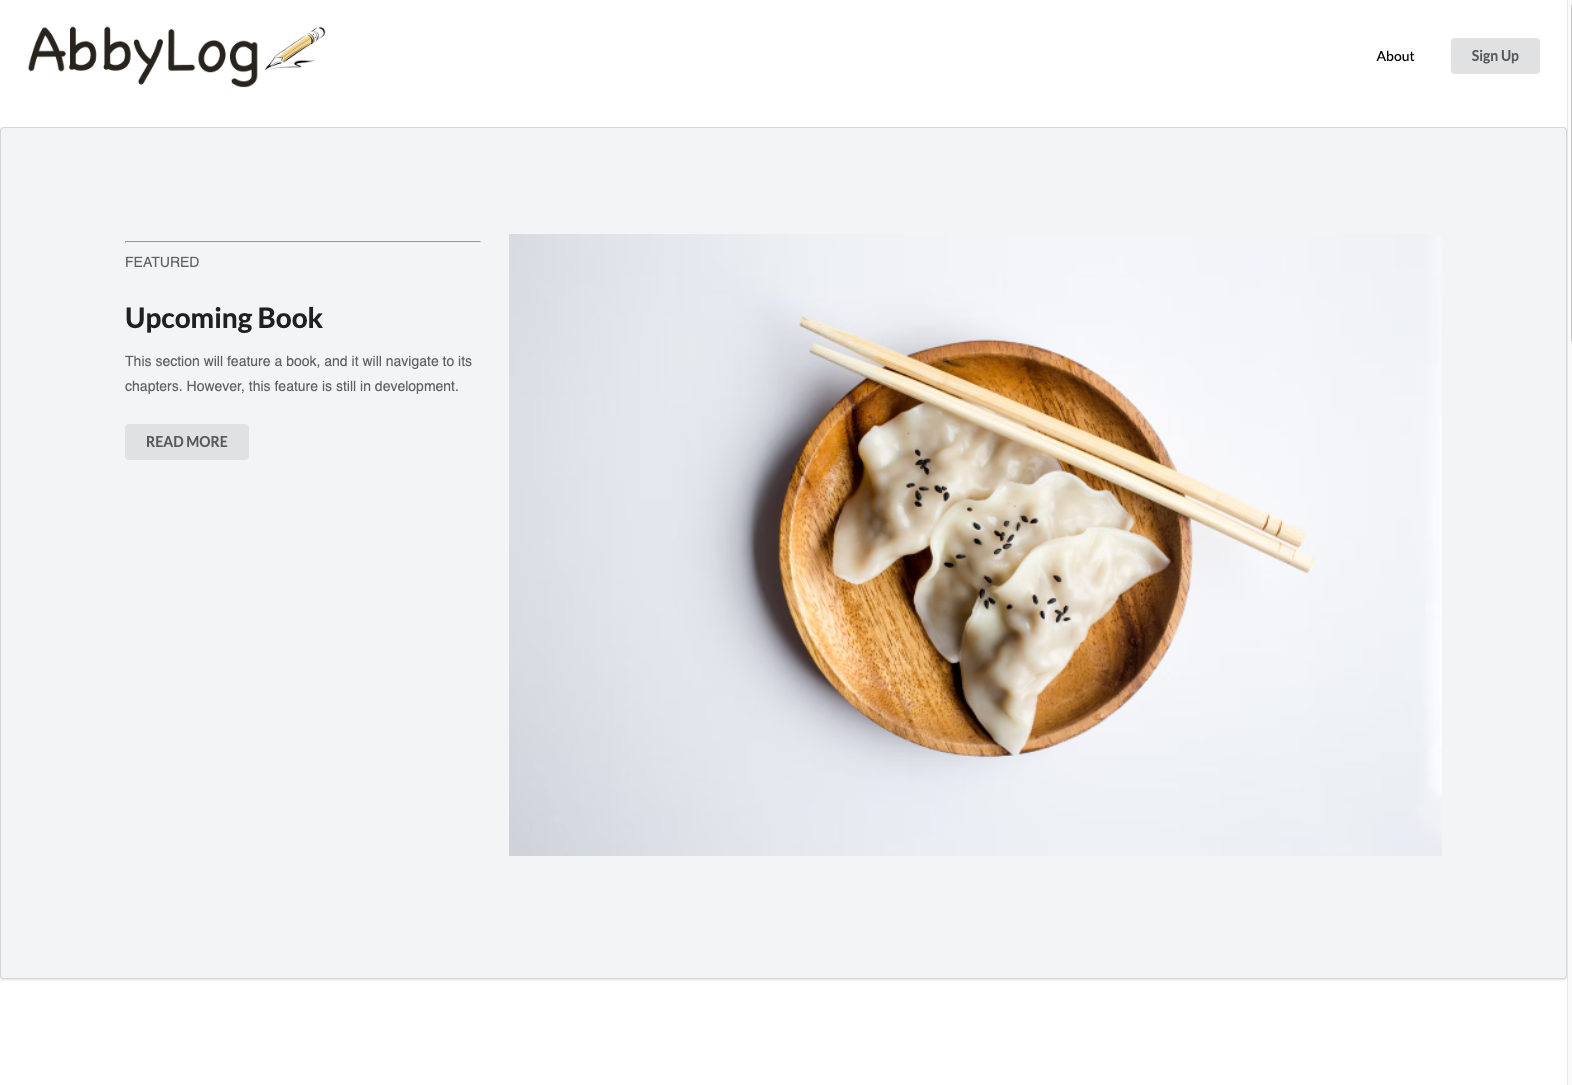 AbbyLog
About
Sign Up
FEATURED
Upcoming Book
This section will feature a book, and it will navigate to its
chapters. However, this feature is still in development.
READ MORE